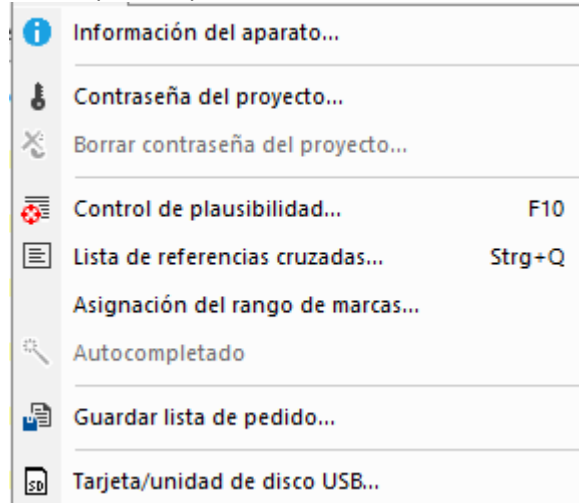 Información del aparato...
Contraseña del proyecto...
Borrar contraseña del proyecto...
Control de plausibilidad... F10
Lista de referencias cruzadas... Strg+Q
Asignación del rango de marcas...
Autocompletado
Guardar lista de pedido...
SD Tarjeta/unidad de disco USB...